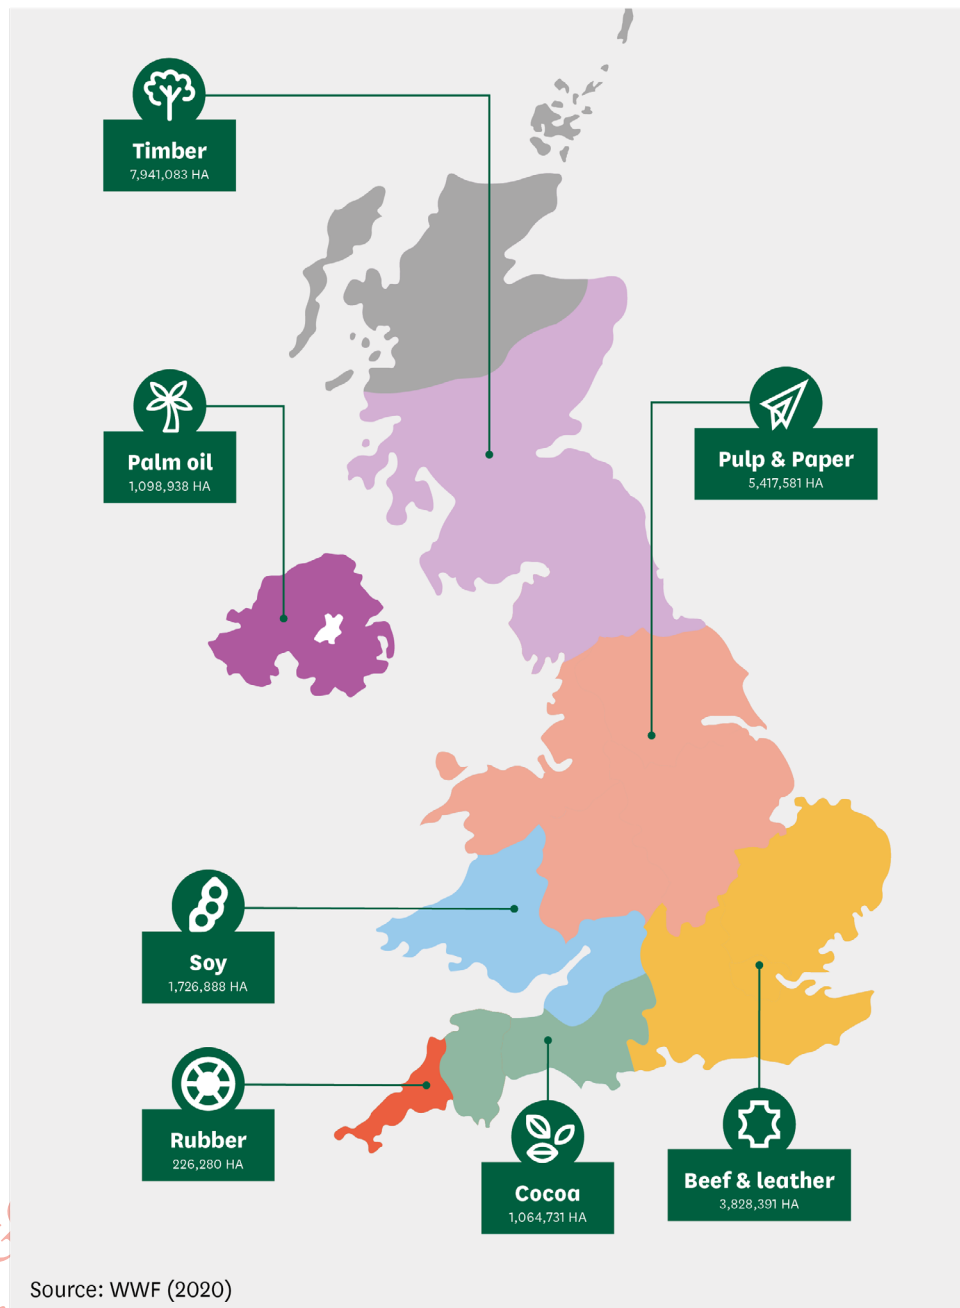 Timber
7,941,083 HA
Palm oil
1,098,938 HA
Pulp & Paper
5,417,581 HA
Soy
1,726,888 HA
Rubber
226,280 HA
Cocoa
1,064,731 HA
Beef & leather
3,828,391 HA
Source: WWF (2020)